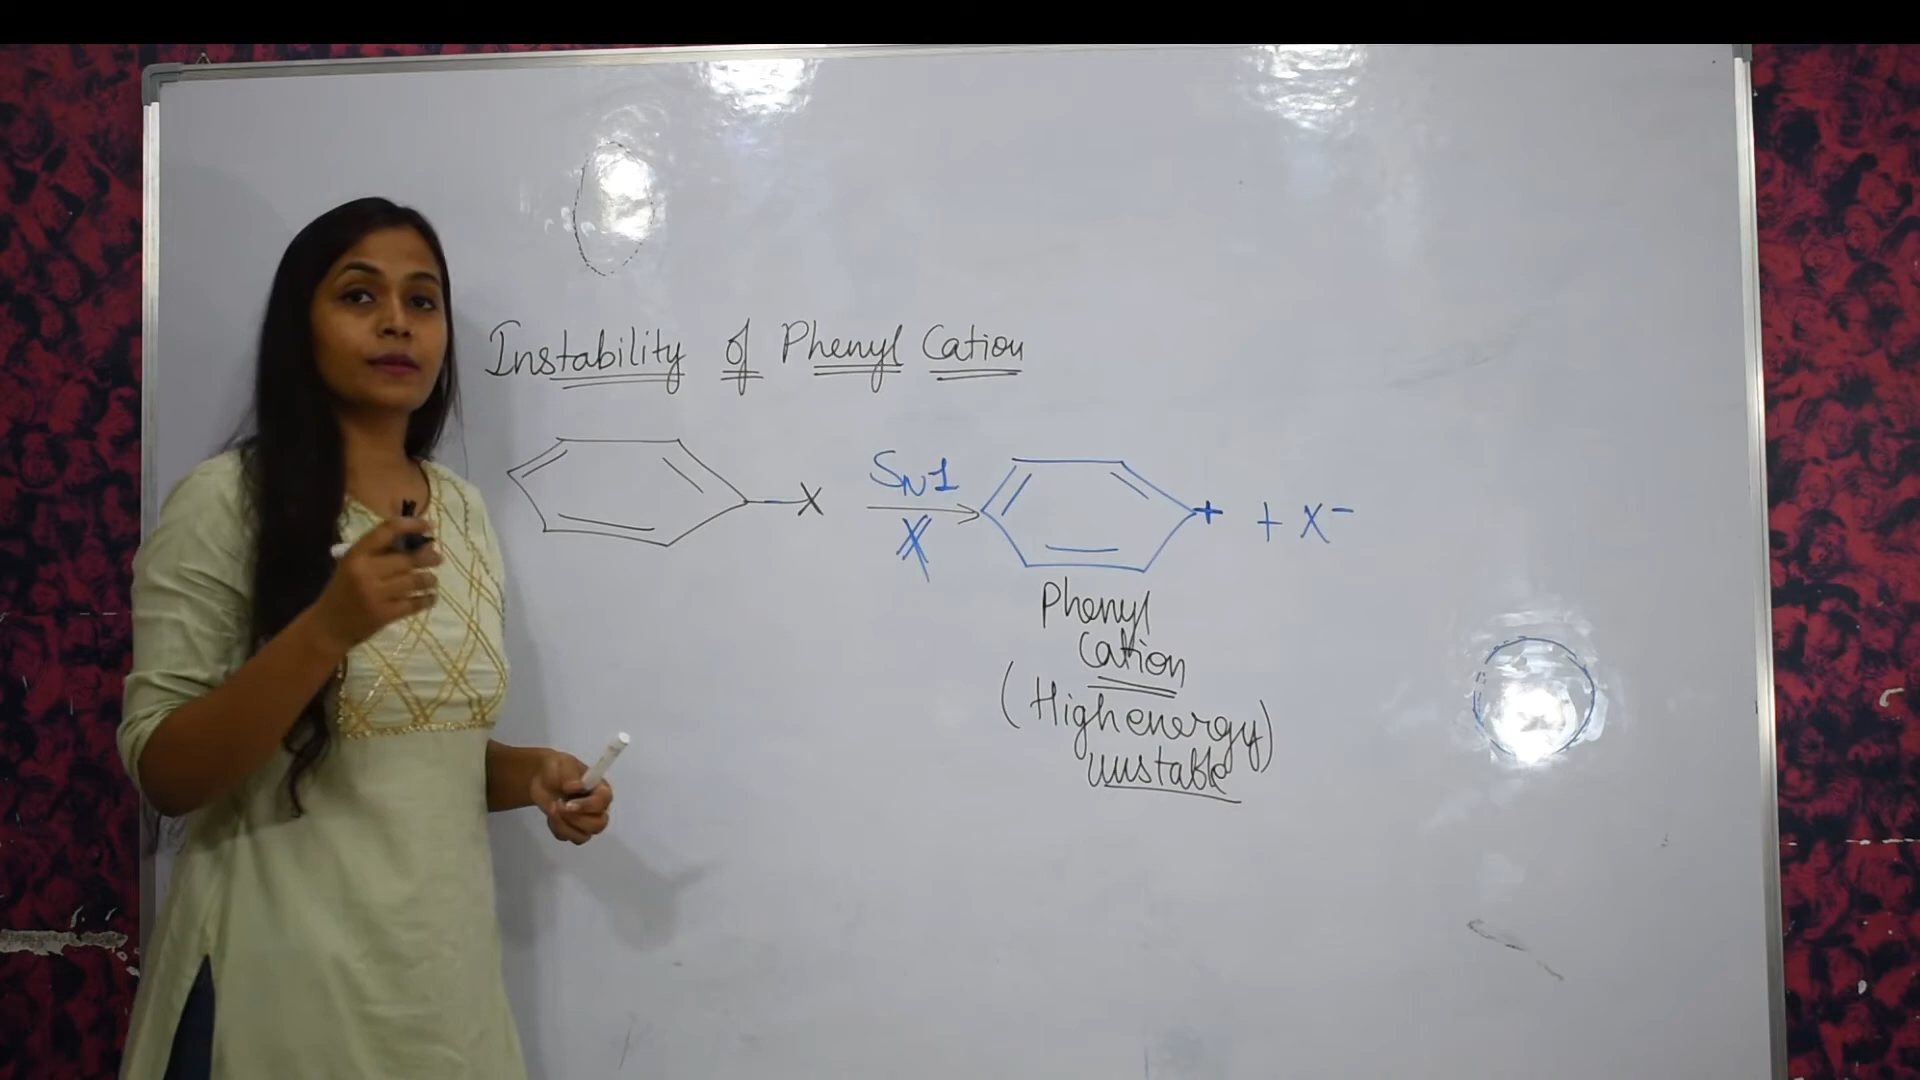 Instability of Phenyl Cation
X
SN1
X
+
+ X-
Phenyl
Cation
(High energy)
unstable